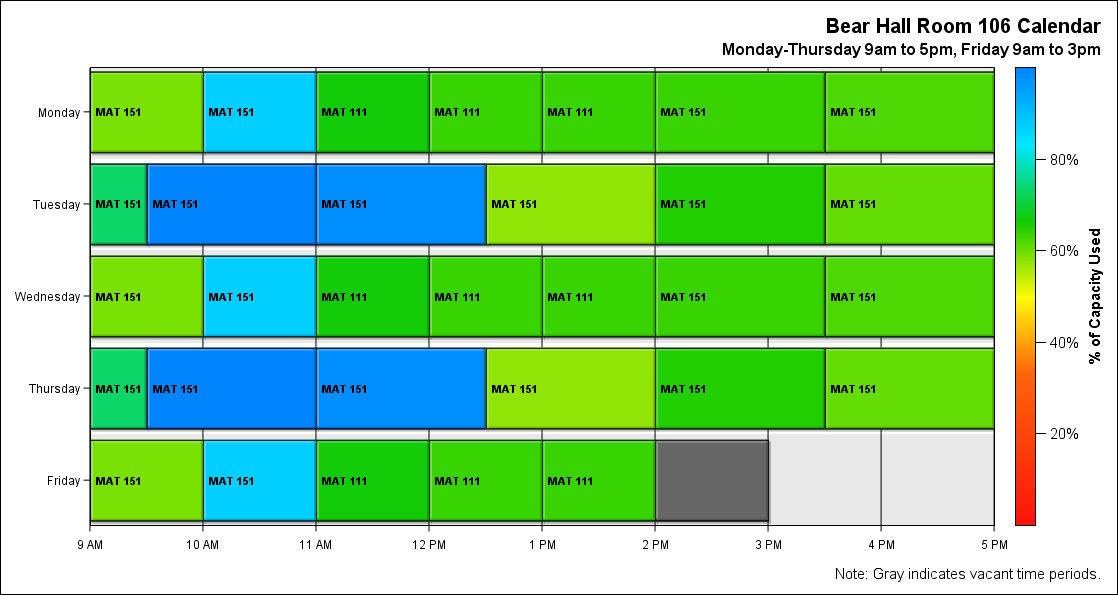 Bear Hall Room 106 Calendar
Monday-Thursday 9am to 5pm, Friday 9am to 3pm
Monday MAT 151 MAT 151 MAT 111 MAT 111 MAT 111 MAT 151 MAT 151
Tuesday MAT 151 MAT 151 MAT 151 MAT 151 MAT 151 MAT 151
Wednesday MAT 151 MAT 151 MAT 111 MAT 111 MAT 111 MAT 151 MAT 151
Thursday MAT 151 MAT 151 MAT 151 MAT 151 MAT 151 MAT 151
Friday MAT 151 MAT 151 MAT 111 MAT 111 MAT 111
9 AM 10 AM 11 AM 12 PM 1 PM 2 PM 3 PM 4 PM 5 PM
80%
60%
40%
20%
% of Capacity Used
Note: Gray indicates vacant time periods.